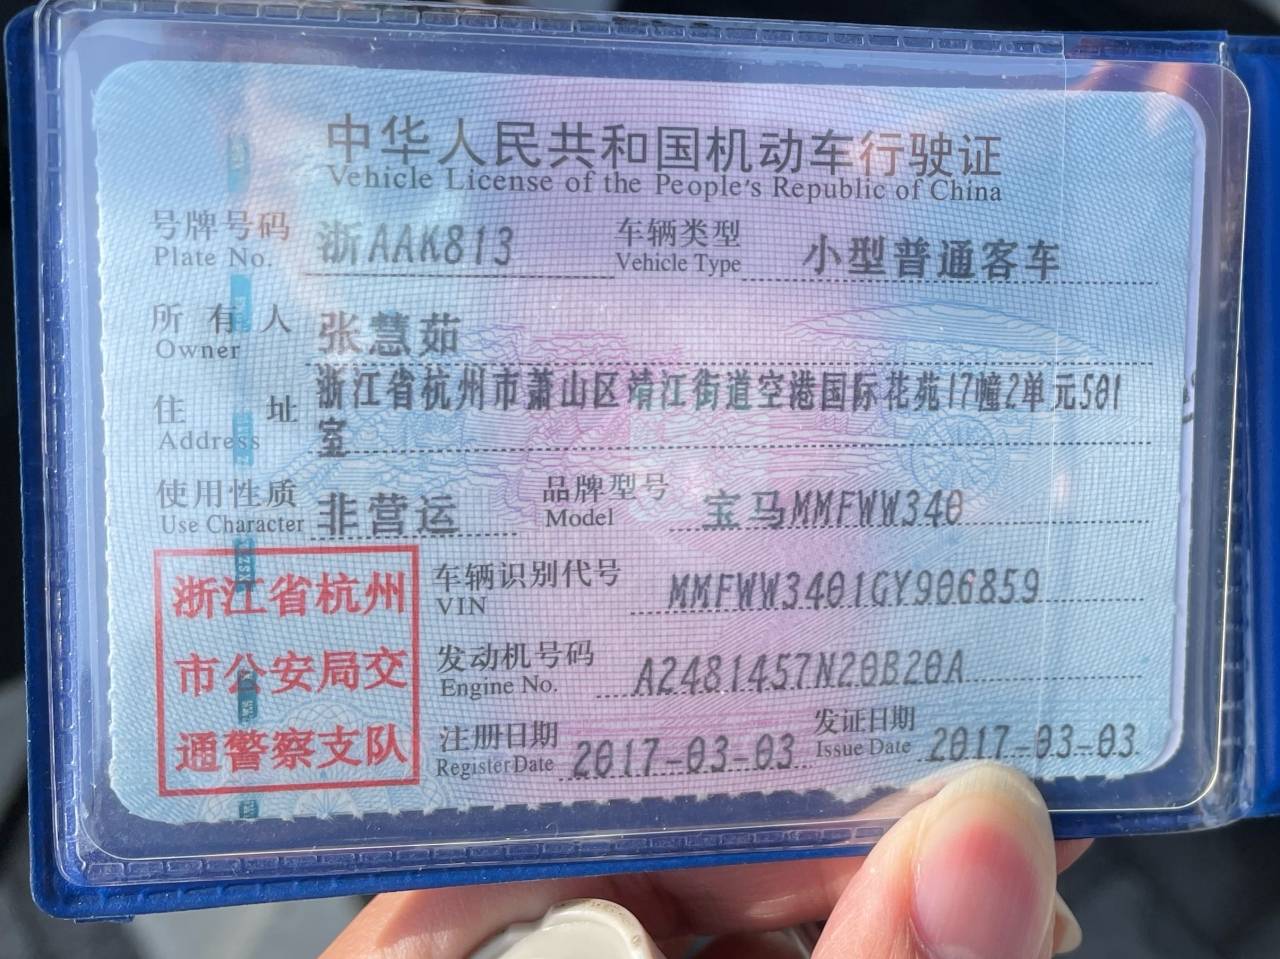 中华人民共和国机动车行驶证
Vehicle License of the People's Republic of China
号牌号码 浙AAK813 车辆类型 小型普通客车
Plate No. Vehicle Type
所有人 张慧茹
Owner
住址 浙江省杭州市萧山区靖江街道空港国际花苑17幢2单元501
Address 室
使用性质 非营运 品牌型号 宝马MMFWW340
Use Character Model
浙江省杭州
市公安局交
通警察支队
车辆识别代号 MMFWW3401GY906859
VIN
发动机号码 A2481457N20B20A
Engine No.
注册日期 2017-03-03 发证日期 2017-03-03
Register Date Issue Date